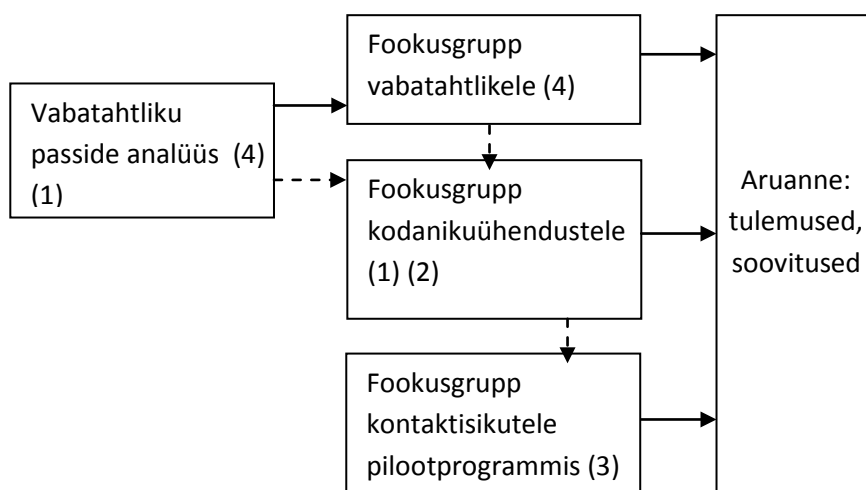 Vabatahtliku
passide analüüs (4)
(1)
Fookusgrupp
vabatahtlikele (4)
Fookusgrupp
kodanikuühendustele
(1) (2)
Fookusgrupp
kontaktisikutele
pilootprogrammis (3)
Aruanne:
tulemused,
soovitused